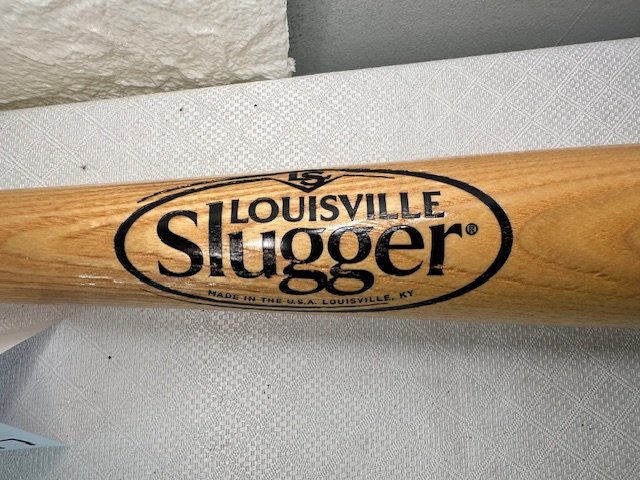 LS
LOUISVILLE
Slugger®
MADE IN THE U.S.A. LOUISVILLE, KY